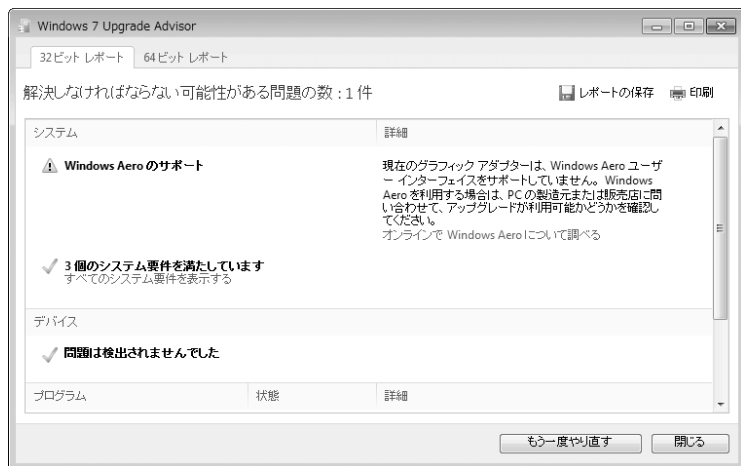 Windows 7 Upgrade Advisor
32ビット レポート 64ビット レポート
解決しなければならない可能性がある問題の数 : 1 件
レポートの保存 印刷
システム 詳細
Windows Aero のサポート
現在のグラフィック アダプターは、Windows Aero ユーザ
ー インターフェイスをサポートしていません。Windows
Aero を利用する場合は、PC の製造元または販売店に問
い合わせて、アップグレードが利用可能かどうかを確認し
てください。
オンラインで Windows Aero について調べる
3 個のシステム要件を満たしています
すべてのシステム要件を表示する
デバイス
問題は検出されませんでした
プログラム 状態 詳細
もう一度やり直す 閉じる